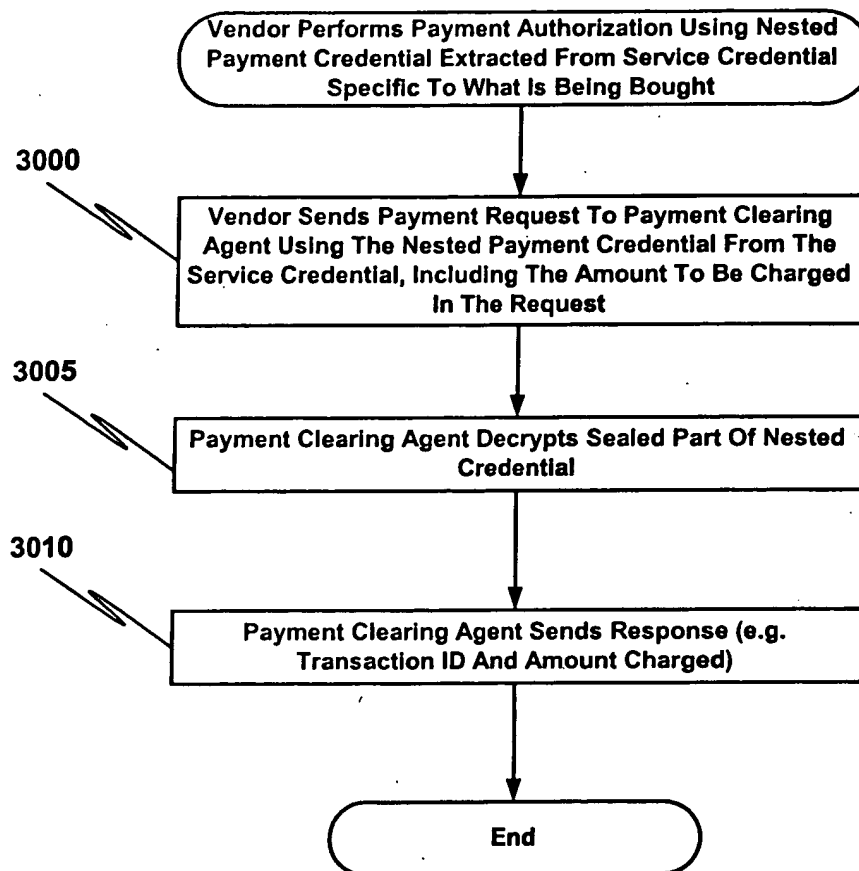 Vendor Performs Payment Authorization Using Nested
Payment Credential Extracted From Service Credential
Specific To What Is Being Bought
3000
Vendor Sends Payment Request To Payment Clearing
Agent Using The Nested Payment Credential From The
Service Credential, Including The Amount To Be Charged
In The Request
3005
Payment Clearing Agent Decrypts Sealed Part Of Nested
Credential
3010
Payment Clearing Agent Sends Response (e.g.
Transaction ID And Amount Charged)
End